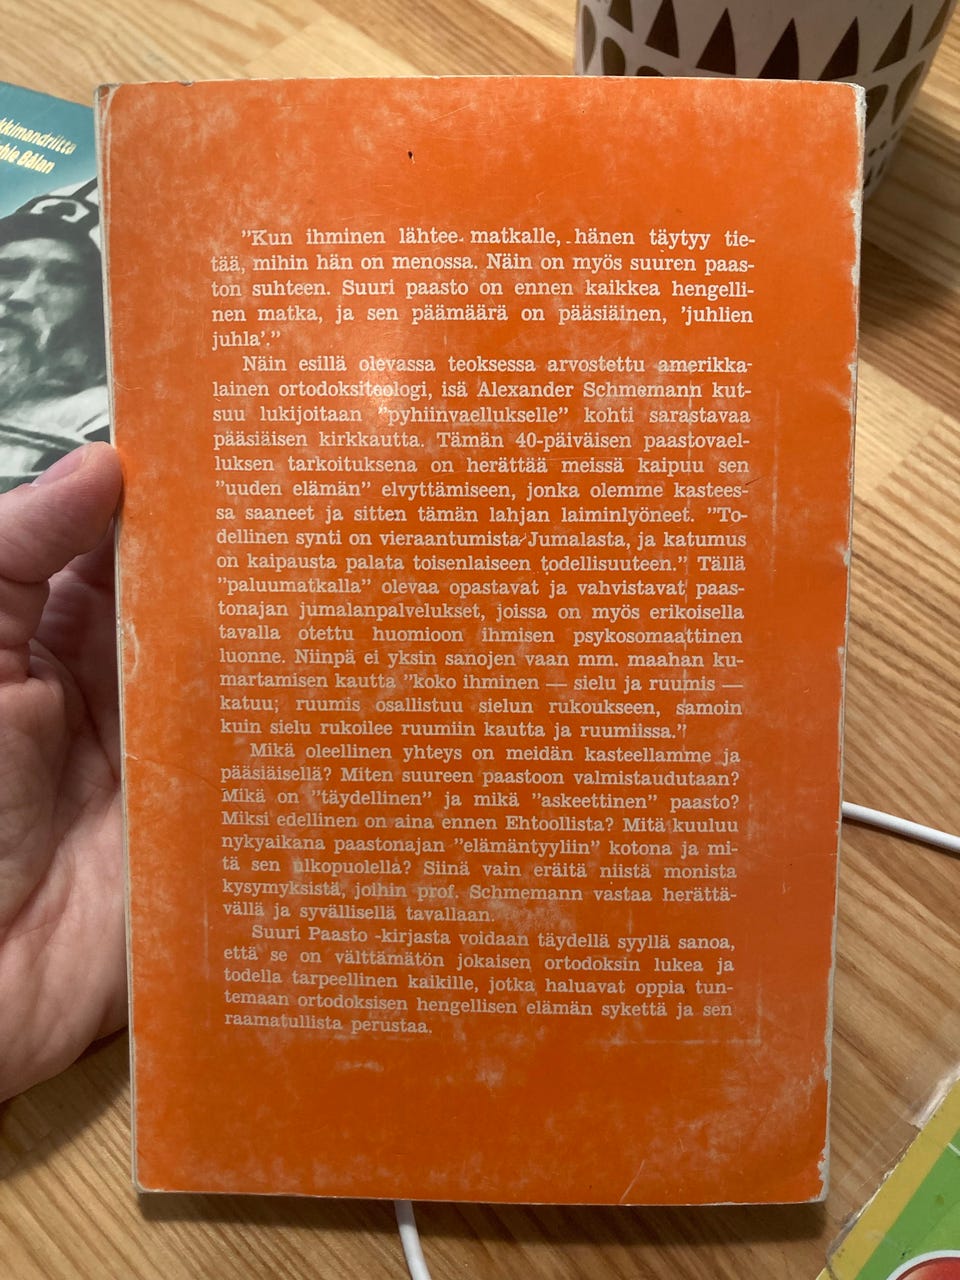 kkimandriitta
hie Bălan
"Kun ihminen lähtee matkalle, hänen täytyy tie-
tää, mihin hän on menossa. Näin on myös suuren paas-
ton suhteen. Suuri paasto on ennen kaikkea hengelli-
nen matka, ja sen päämäärä on pääsiäinen, 'juhlien
juhla'."
Näin esillä olevassa teoksessa arvostettu amerikka-
lainen ortodoksiteologi, isä Alexander Schmemann kut-
suu lukijoitaan "pyhiinvaellukselle" kohti sarastavaa
pääsiäisen kirkkautta. Tämän 40-päiväisen paastovael-
luksen tarkoituksena on herättää meissä kaipuu sen
"uuden elämän" elvyttämiseen, jonka olemme kastees-
sa saaneet ja sitten tämän lahjan laiminlyöneet. "To-
dellinen synti on vieraantumista Jumalasta, ja katumus
on kaipausta palata toisenlaiseen todellisuuteen." Tällä
"paluumatkalla" olevaa opastavat ja vahvistavat paas-
tonajan jumalanpalvelukset, joissa on myös erikoisella
tavalla otettu huomioon ihmisen psykosomaattinen
luonne. Niinpä ei yksin sanojen vaan mm. maahan ku-
martamisen kautta "koko ihminen — sielu ja ruumis —
katuu; ruumis osallistuu sielun rukoukseen, samoin
kuin sielu rukoilee ruumiin kautta ja ruumiissa."
Mikä oleellinen yhteys on meidän kasteellamme ja
pääsiäisellä? Miten suureen paastoon valmistaudutaan?
Mikä on "täydellinen" ja mikä "askeettinen" paasto?
Miksi edellinen on aina ennen Ehtoollista? Mitä kuuluu
nykyaikana paastonajan "elämäntyyliin" kotona ja mi-
tä sen ulkopuolella? Siinä vain eräitä niistä monista
kysymyksistä, joihin prof. Schmemann vastaa herättä-
vällä ja syvällisellä tavallaan.
Suuri Paasto -kirjasta voidaan täydellä syyllä sanoa,
että se on välttämätön jokaisen ortodoksin lukea ja
todella tarpeellinen kaikille, jotka haluavat oppia tun-
temaan ortodoksisen hengellisen elämän sykettä ja sen
raamatullista perustaa.